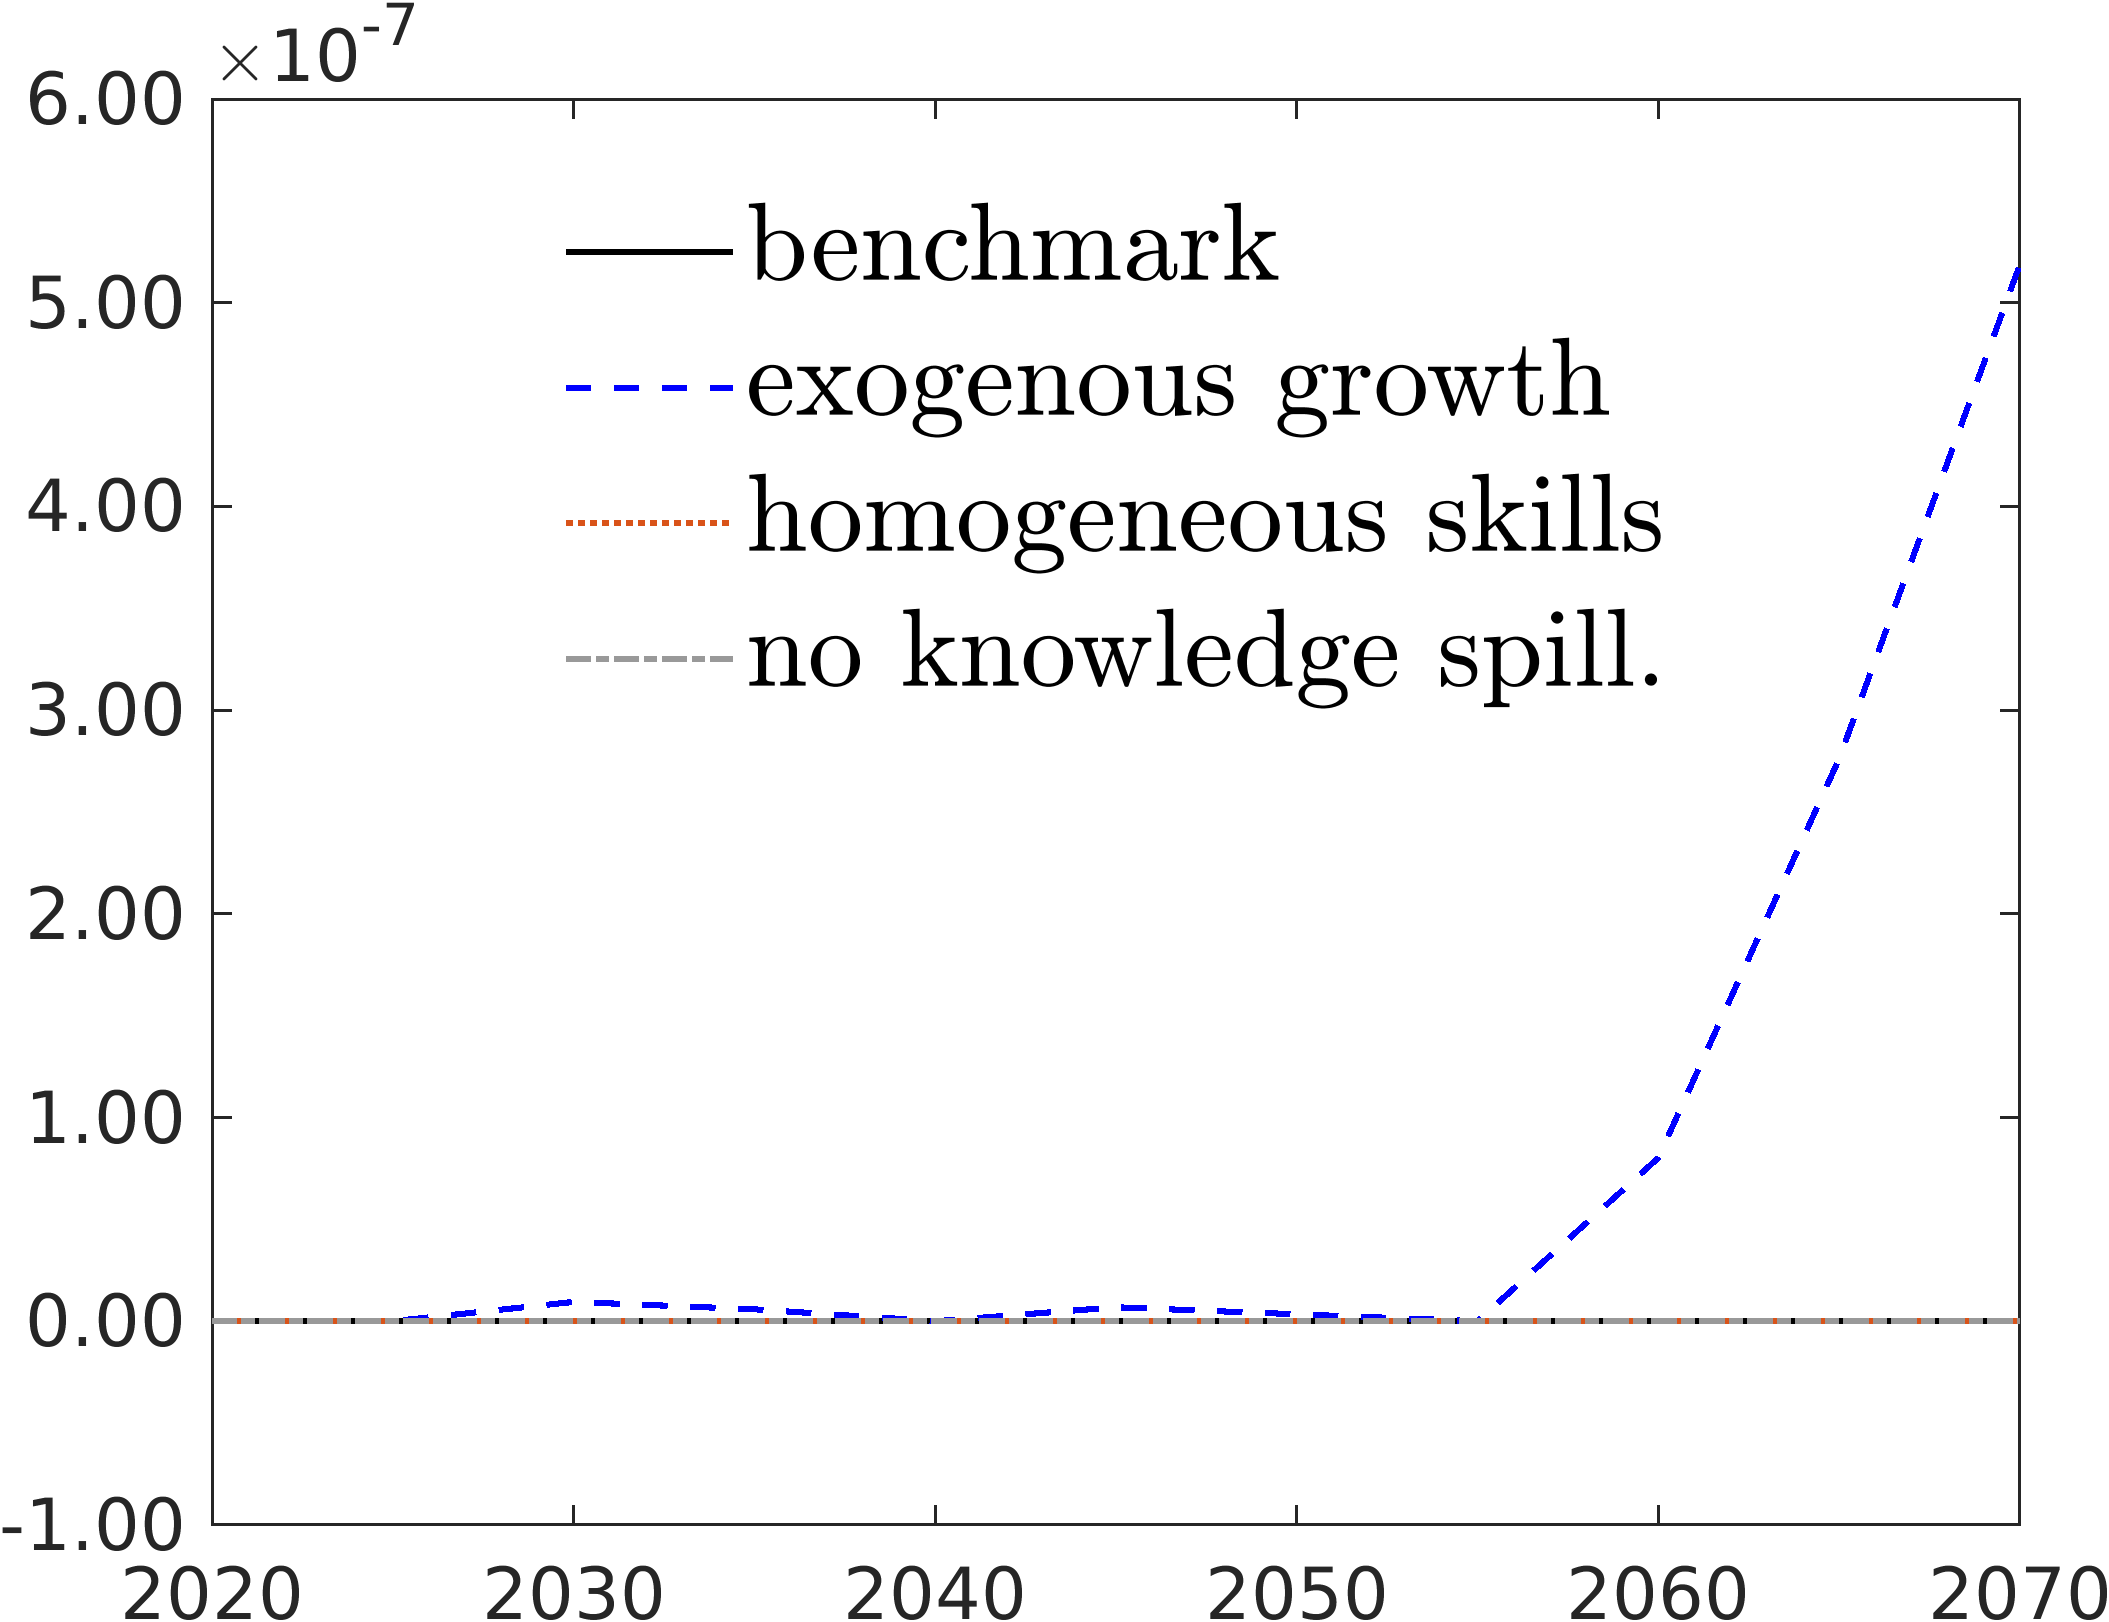 ×10-7
6.00
5.00
4.00
3.00
2.00
1.00
0.00
-1.00
benchmark
exogenous growth
homogeneous skills
no knowledge spill.
2020 2030 2040 2050 2060 2070